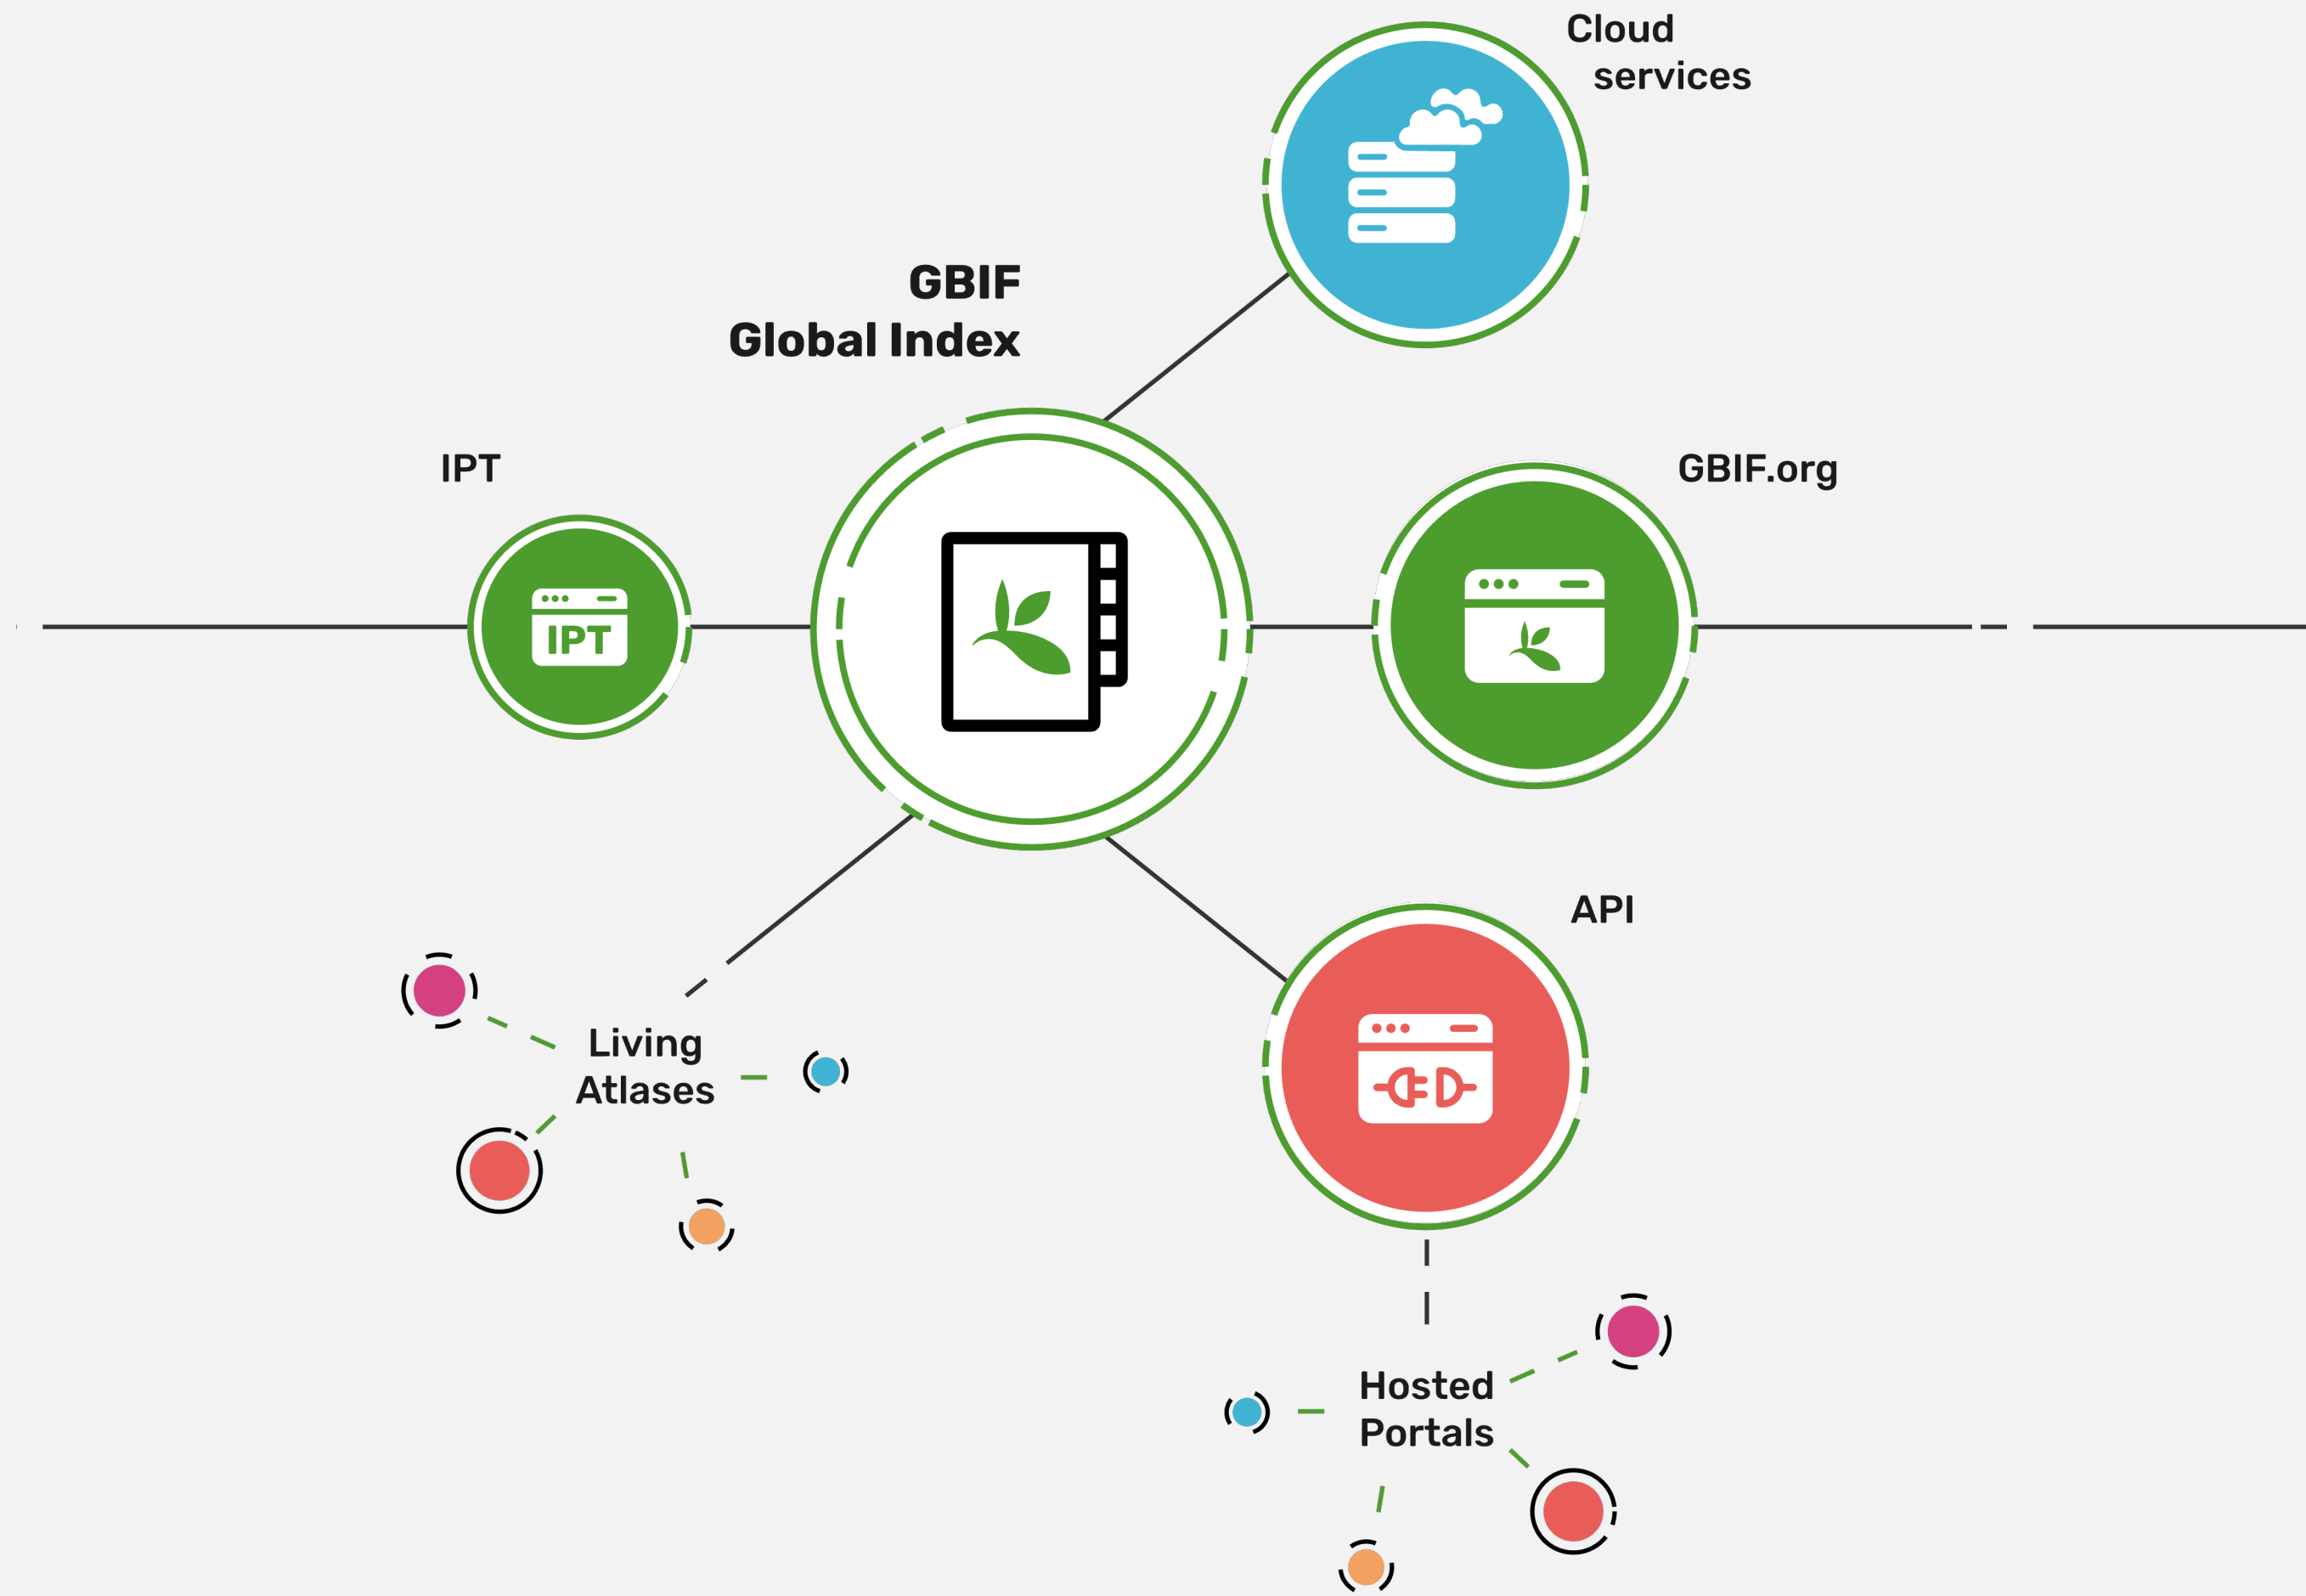 Cloud
services
GBIF
Global Index
IPT
GBIF.org
IPT
API
Living
Atlases
Hosted
Portals